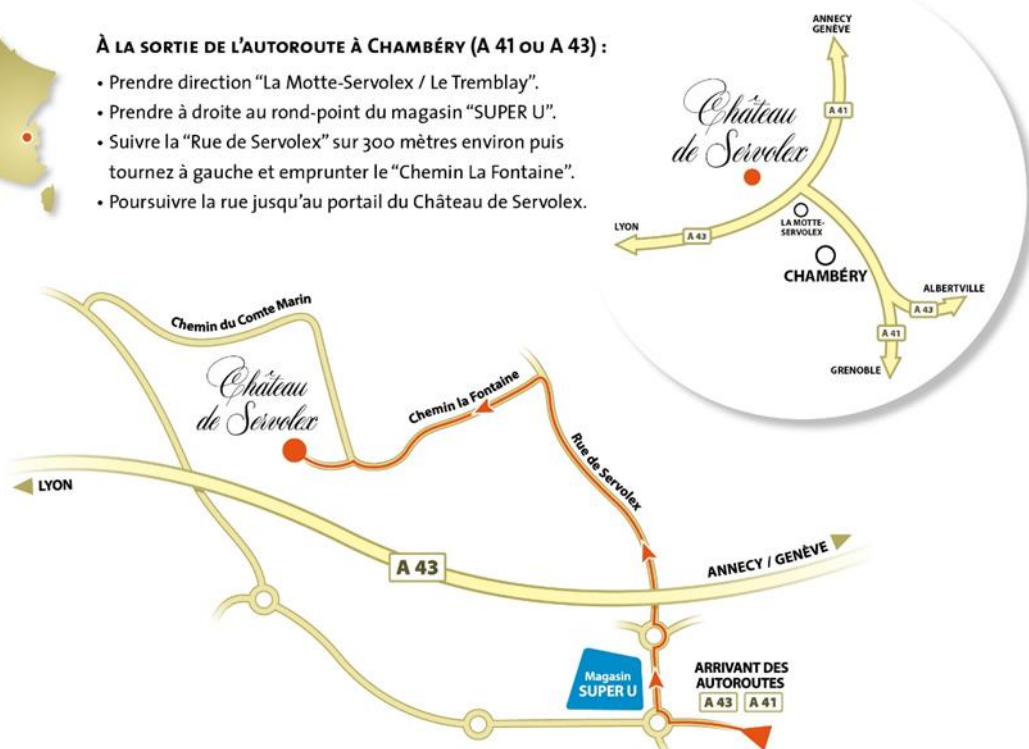 À LA SORTIE DE L'AUTOROUTE À CHAMBÉRY (A 41 OU A 43) :
• Prendre direction “La Motte-Servolex / Le Tremblay”.
• Prendre à droite au rond-point du magasin “SUPER U”.
• Suivre la “Rue de Servolex” sur 300 mètres environ puis
tournez à gauche et emprunter le “Chemin La Fontaine”.
• Poursuivre la rue jusqu'au portail du Château de Servolex.
ANNECY
GENÈVE
A 41
Château
de Servolex
LYON
A 43
LA MOTTE-
SERVOLEX
CHAMBÉRY
ALBERTVILLE
A 43
A 41
GRENOBLE
Chemin du Comte Marin
Château
de Servolex
Chemin la Fontaine
Rue de Servolex
LYON
A 43
ANNECY / GENÈVE
Magasin
SUPER U
ARRIVANT DES
AUTOROUTES
A 43 A 41